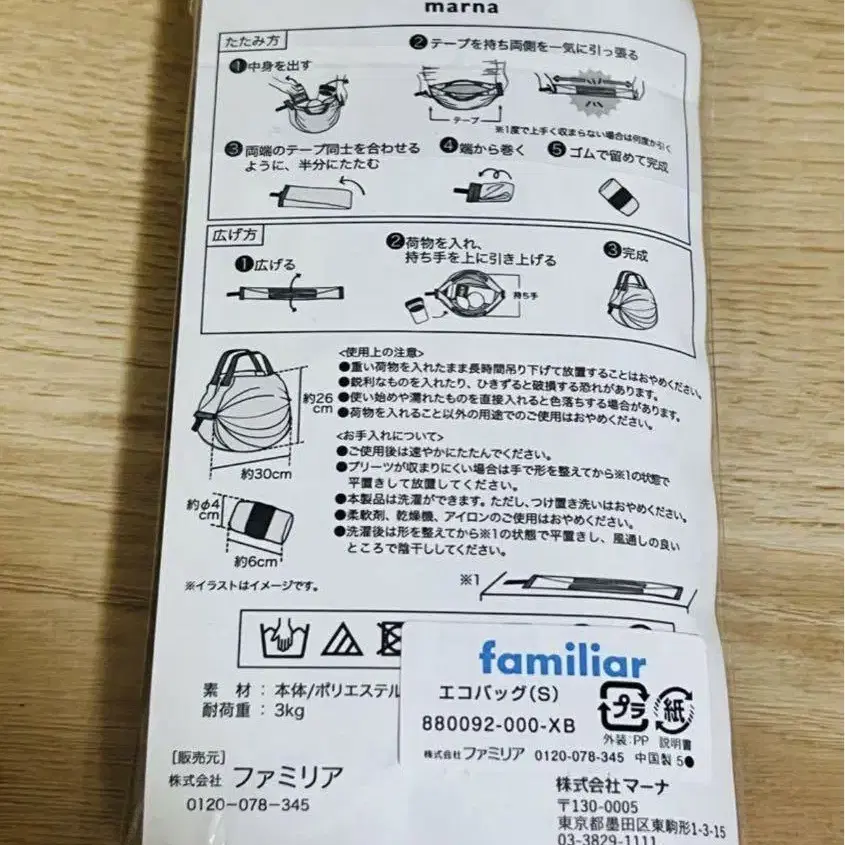 marna
たたみ方
❶中身を出す
❷テープを持ち両側を一気に引っ張る
テープ
※1度で上手く収まらない場合は何度か引く
❸両端のテープ同士を合わせる
ように、半分にたたむ
❹端から巻く
❺ゴムで留めて完成
広げ方
❶広げる
❷荷物を入れ、
持ち手を上に引き上げる
持ち手
❸完成
約26
cm
約30cm
約φ4
cm
約6cm
※イラストはイメージです。
<使用上の注意>
●重い荷物を入れたまま長時間吊り下げて放置することはおやめください。
●鋭利なものを入れたり、ひきずると破損する恐れがあります。
●使い始めや濡れたものを直接入れると色落ちする場合があります。
●荷物を入れること以外の用途でのご使用はおやめください。
<お手入れについて>
●ご使用後は速やかにたたんでください。
●プリーツが収まりにくい場合は手で形を整えてから※1の状態で
平置きして放置してください。
●本製品は洗濯ができます。ただし、つけ置き洗いはおやめください。
●柔軟剤、乾燥機、アイロンのご使用はおやめください。
●洗濯後は形を整えてから※1の状態で平置きし、風通しの良い
ところで陰干ししてください。
※1
素 材：本体/ポリエステル
耐荷重：3kg
familiar
エコバッグ(S)
880092-000-XB
プラ
紙
外装:PP 説明書
株式会社ファミリア 0120-078-345 中国製 5●
[販売元]
株式会社 ファミリア
0120-078-345
株式会社マーナ
〒130-0005
東京都墨田区東駒形1-3-15
03-3829-1111